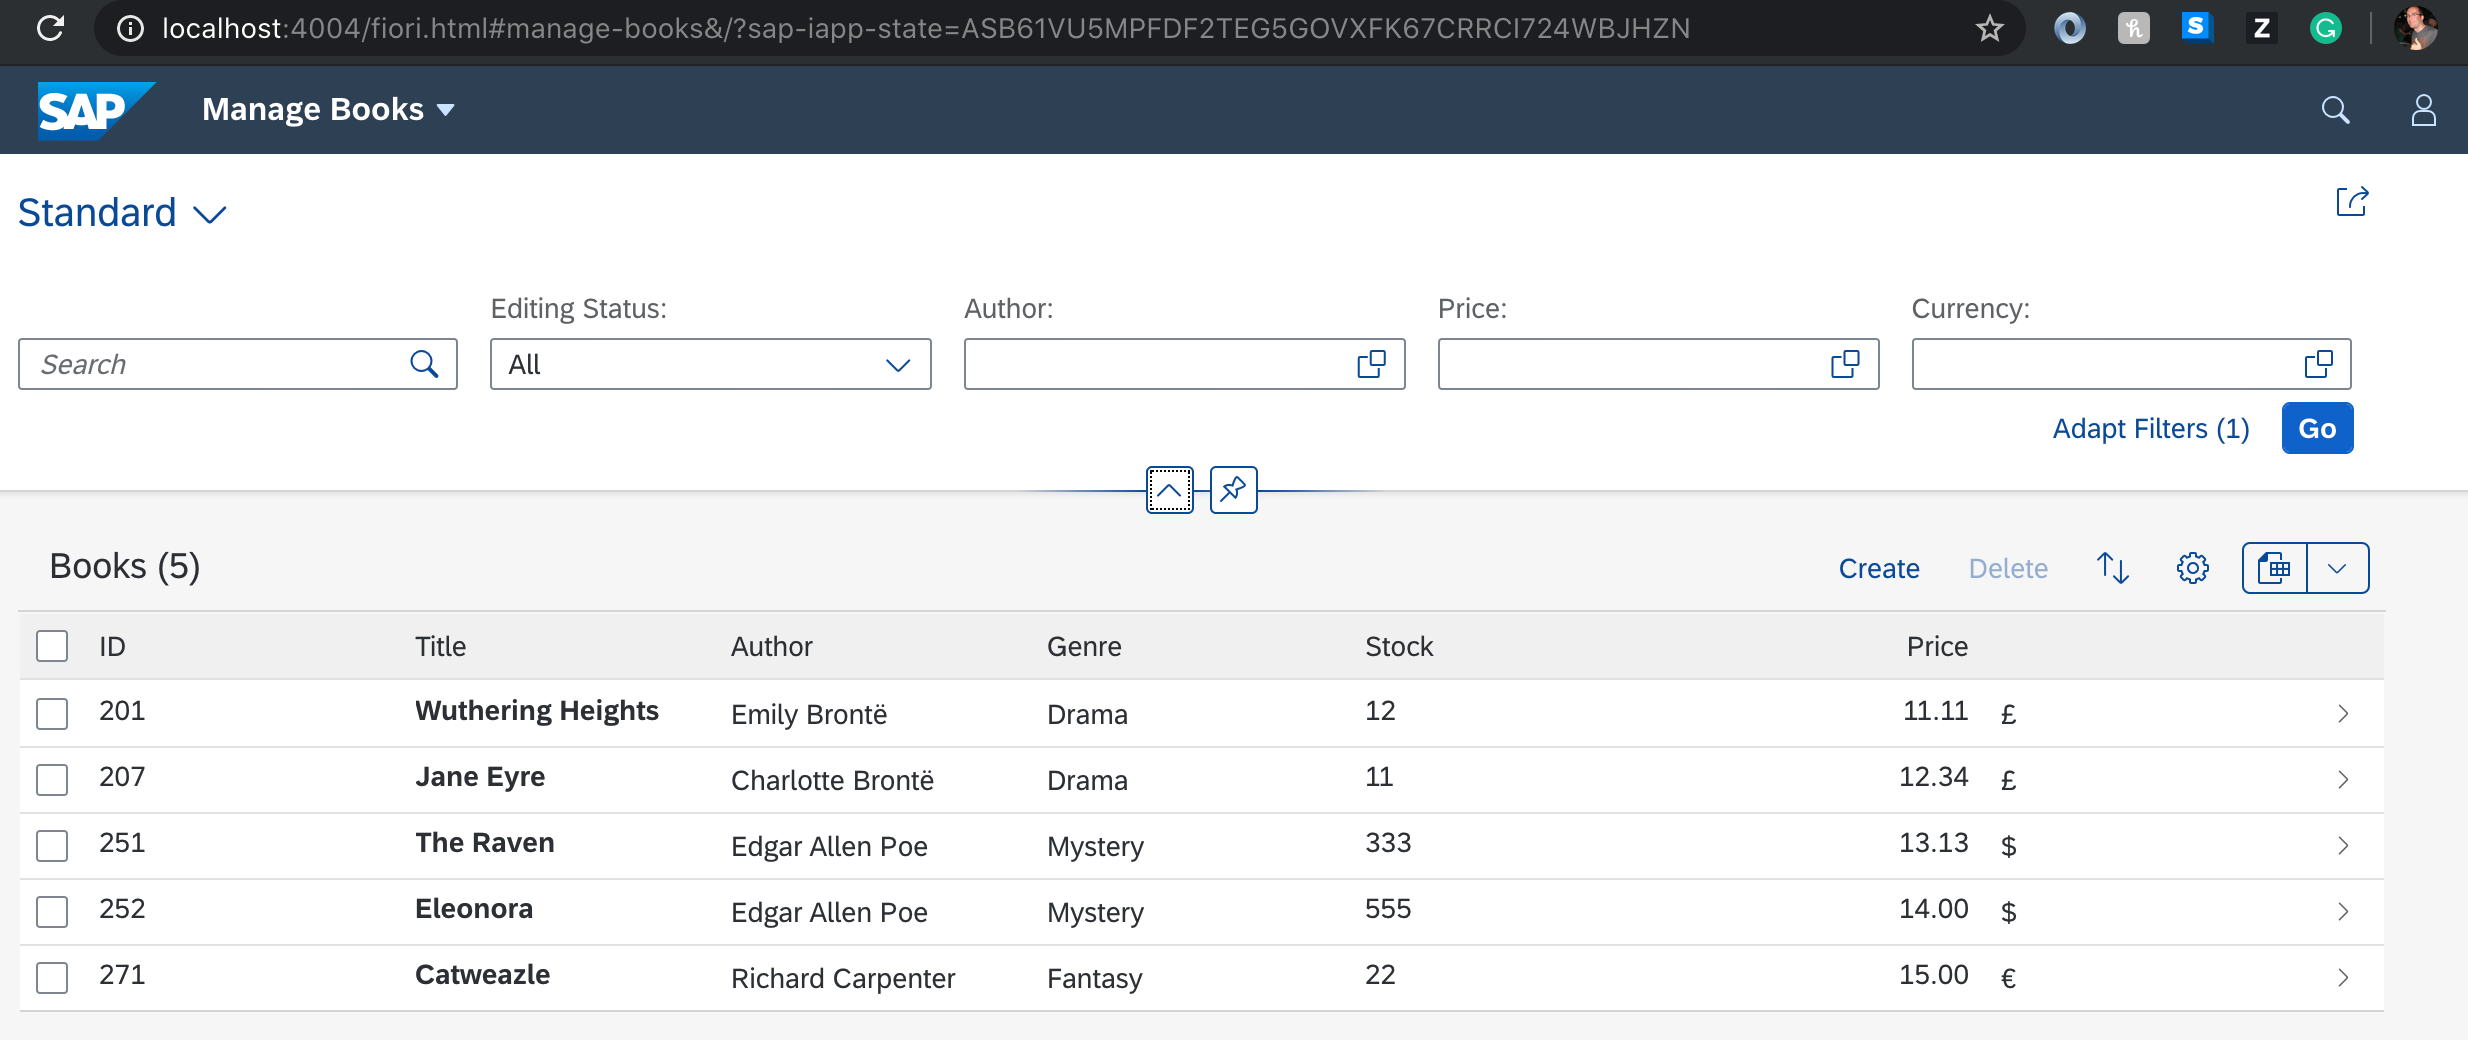 localhost:4004/fiori.html#manage-books&/?sap-iapp-state=ASB61VU5MPFDF2TEG5GOVXFK67CRRCI724WBJHZN
SAP Manage Books
Standard
Editing Status: Author: Price: Currency:
Search All
Adapt Filters (1) Go
Books (5) Create Delete
ID Title Author Genre Stock Price
201 Wuthering Heights Emily Brontë Drama 12 11.11 £
207 Jane Eyre Charlotte Brontë Drama 11 12.34 £
251 The Raven Edgar Allen Poe Mystery 333 13.13 $
252 Eleonora Edgar Allen Poe Mystery 555 14.00 $
271 Catweazle Richard Carpenter Fantasy 22 15.00 €